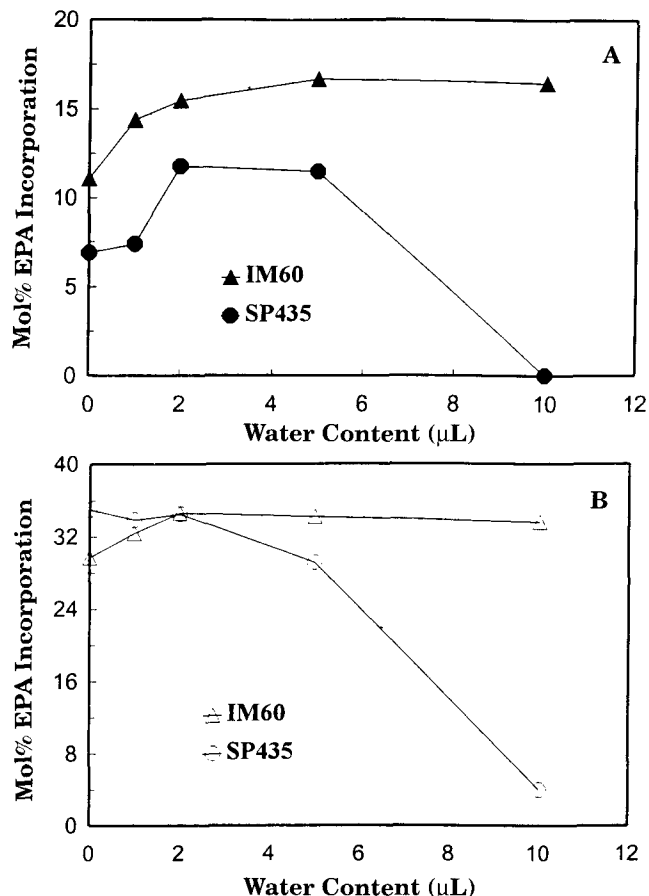 A
20
15
10
5
0
Mol% EPA Incorporation
IM60
SP435
0 2 4 6 8 10 12
Water Content (µL)
B
40
32
24
16
8
0
Mol% EPA Incorporation
IM60
SP435
0 2 4 6 8 10 12
Water Content (µL)